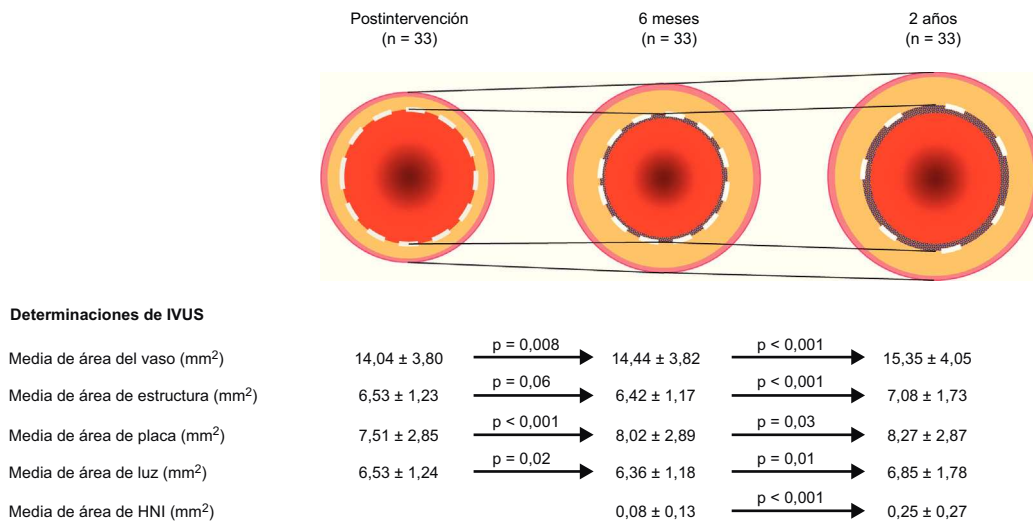 Postintervención 6 meses 2 años
(n = 33) (n = 33) (n = 33)
Determinaciones de IVUS
p = 0,008 p < 0,001
Media de área del vaso (mm²) 14,04 ± 3,80 14,44 ± 3,82 15,35 ± 4,05
p = 0,06 p < 0,001
Media de área de estructura (mm²) 6,53 ± 1,23 6,42 ± 1,17 7,08 ± 1,73
p < 0,001 p = 0,03
Media de área de placa (mm²) 7,51 ± 2,85 8,02 ± 2,89 8,27 ± 2,87
p = 0,02 p = 0,01
Media de área de luz (mm²) 6,53 ± 1,24 6,36 ± 1,18 6,85 ± 1,78
p < 0,001
Media de área de HNI (mm²) 0,08 ± 0,13 0,25 ± 0,27